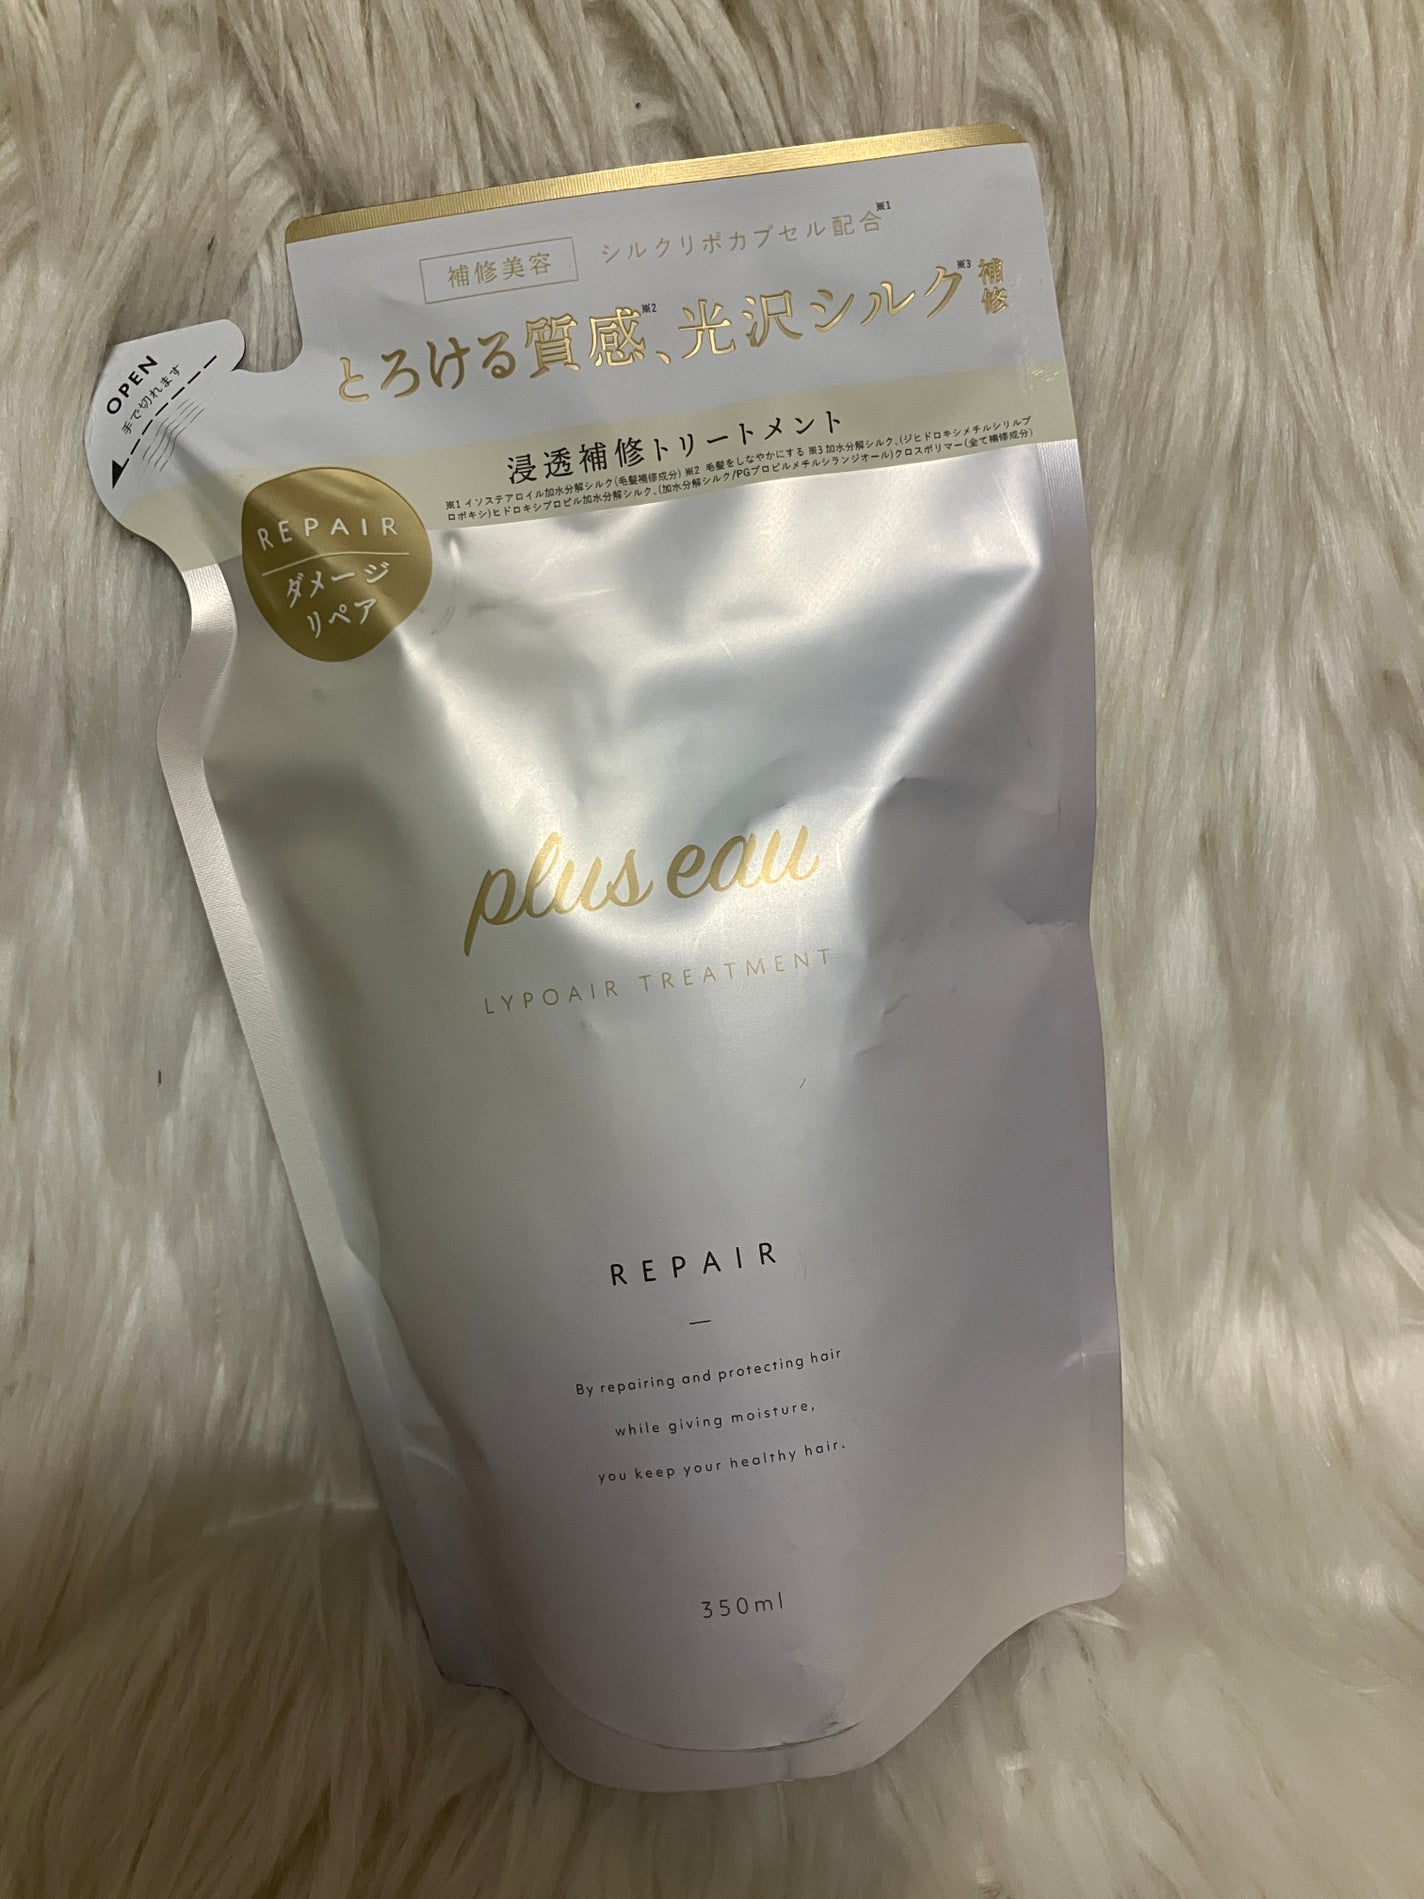 補修美容 シルクリポカプセル配合※1
とろける質感※2、光沢シルク※3補修
OPEN
手で切れます
浸透補修トリートメント
※1 イソステアロイル加水分解シルク(毛髪補修成分) ※2 毛髪をしなやかにする ※3 加水分解シルク、(ジヒドロキシメチルシリルプ
ロポキシ)ヒドロキシプロピル加水分解シルク、(加水分解シルク/PGプロピルメチルシランジオール)クロスポリマー(全て補修成分)
REPAIR
ダメージ
リペア
plus eau
LYPOAIR TREATMENT
REPAIR
—
By repairing and protecting hair
while giving moisture,
you keep your healthy hair.
350ml